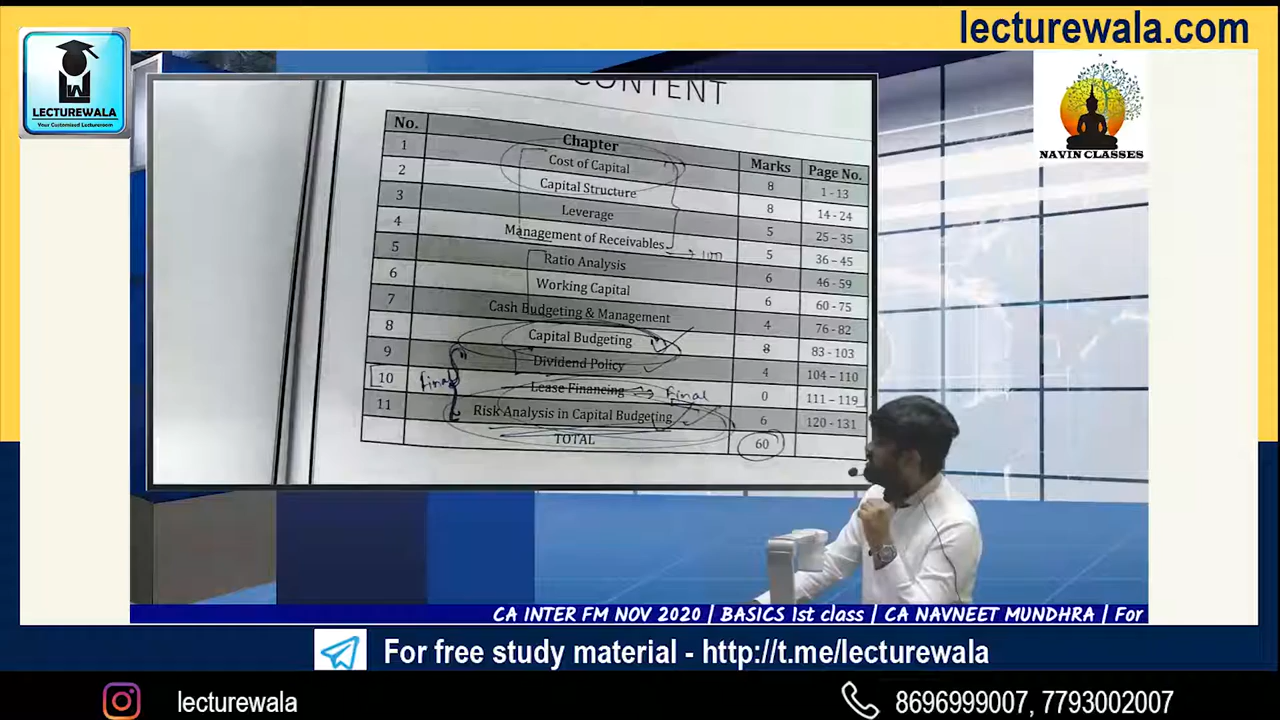 lecturewala.com
LECTUREWALA
Your Customised Lectureroom
NAVIN CLASSES
CONTENT
No. Chapter Marks Page No.
1 Cost of Capital 8 1 - 13
2 Capital Structure 8 14 - 24
3 Leverage 5 25 – 35
4 Management of Receivables 5 36 – 45
5 Ratio Analysis 6 46 - 59
6 Working Capital 6 60 - 75
7 Cash Budgeting & Management 4 76 - 82
8 Capital Budgeting 8 83 - 103
9 Dividend Policy 4 104 – 110
10 Final Lease Financing Final 0 111 – 119
11 Risk Analysis in Capital Budgeting 6 120 - 131
TOTAL 60
CA INTER FM NOV 2020 | BASICS 1st class | CA NAVNEET MUNDHRA | For
For free study material - http://t.me/lecturewala
lecturewala
8696999007, 7793002007